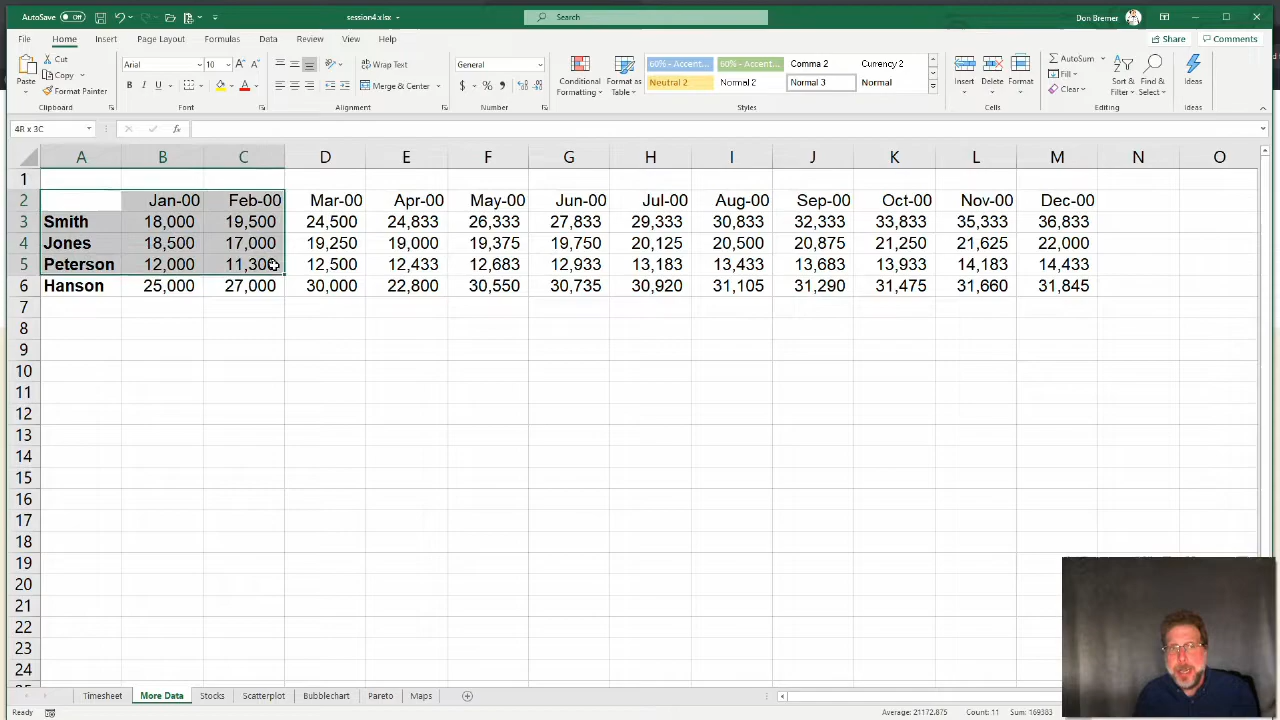 AutoSave Off session4.xlsx Search Don Bremer
File Home Insert Page Layout Formulas Data Review View Help Share Comments
Paste Cut Copy Format Painter Clipboard
Arial 10 B I U A Font
Wrap Text Merge & Center Alignment
General $ % , Number
Conditional Formatting Format as Table
60% - Accent... 60% - Accent... Comma 2 Currency 2
Neutral 2 Normal 2 Normal 3 Normal
Styles
Insert Delete Format Cells
AutoSum Fill Clear Sort & Filter Find & Select Editing
Ideas Ideas
4R x 3C fx
A B C D E F G H I J K L M N O
1
2 Jan-00 Feb-00 Mar-00 Apr-00 May-00 Jun-00 Jul-00 Aug-00 Sep-00 Oct-00 Nov-00 Dec-00
3 Smith 18,000 19,500 24,500 24,833 26,333 27,833 29,333 30,833 32,333 33,833 35,333 36,833
4 Jones 18,500 17,000 19,250 19,000 19,375 19,750 20,125 20,500 20,875 21,250 21,625 22,000
5 Peterson 12,000 11,300 12,500 12,433 12,683 12,933 13,183 13,433 13,683 13,933 14,183 14,433
6 Hanson 25,000 27,000 30,000 22,800 30,550 30,735 30,920 31,105 31,290 31,475 31,660 31,845
7
8
9
10
11
12
13
14
15
16
17
18
19
20
21
22
23
24
Timesheet More Data Stocks Scatterplot Bubblechart Pareto Maps
Ready Average: 21172.875 Count: 11 Sum: 169383